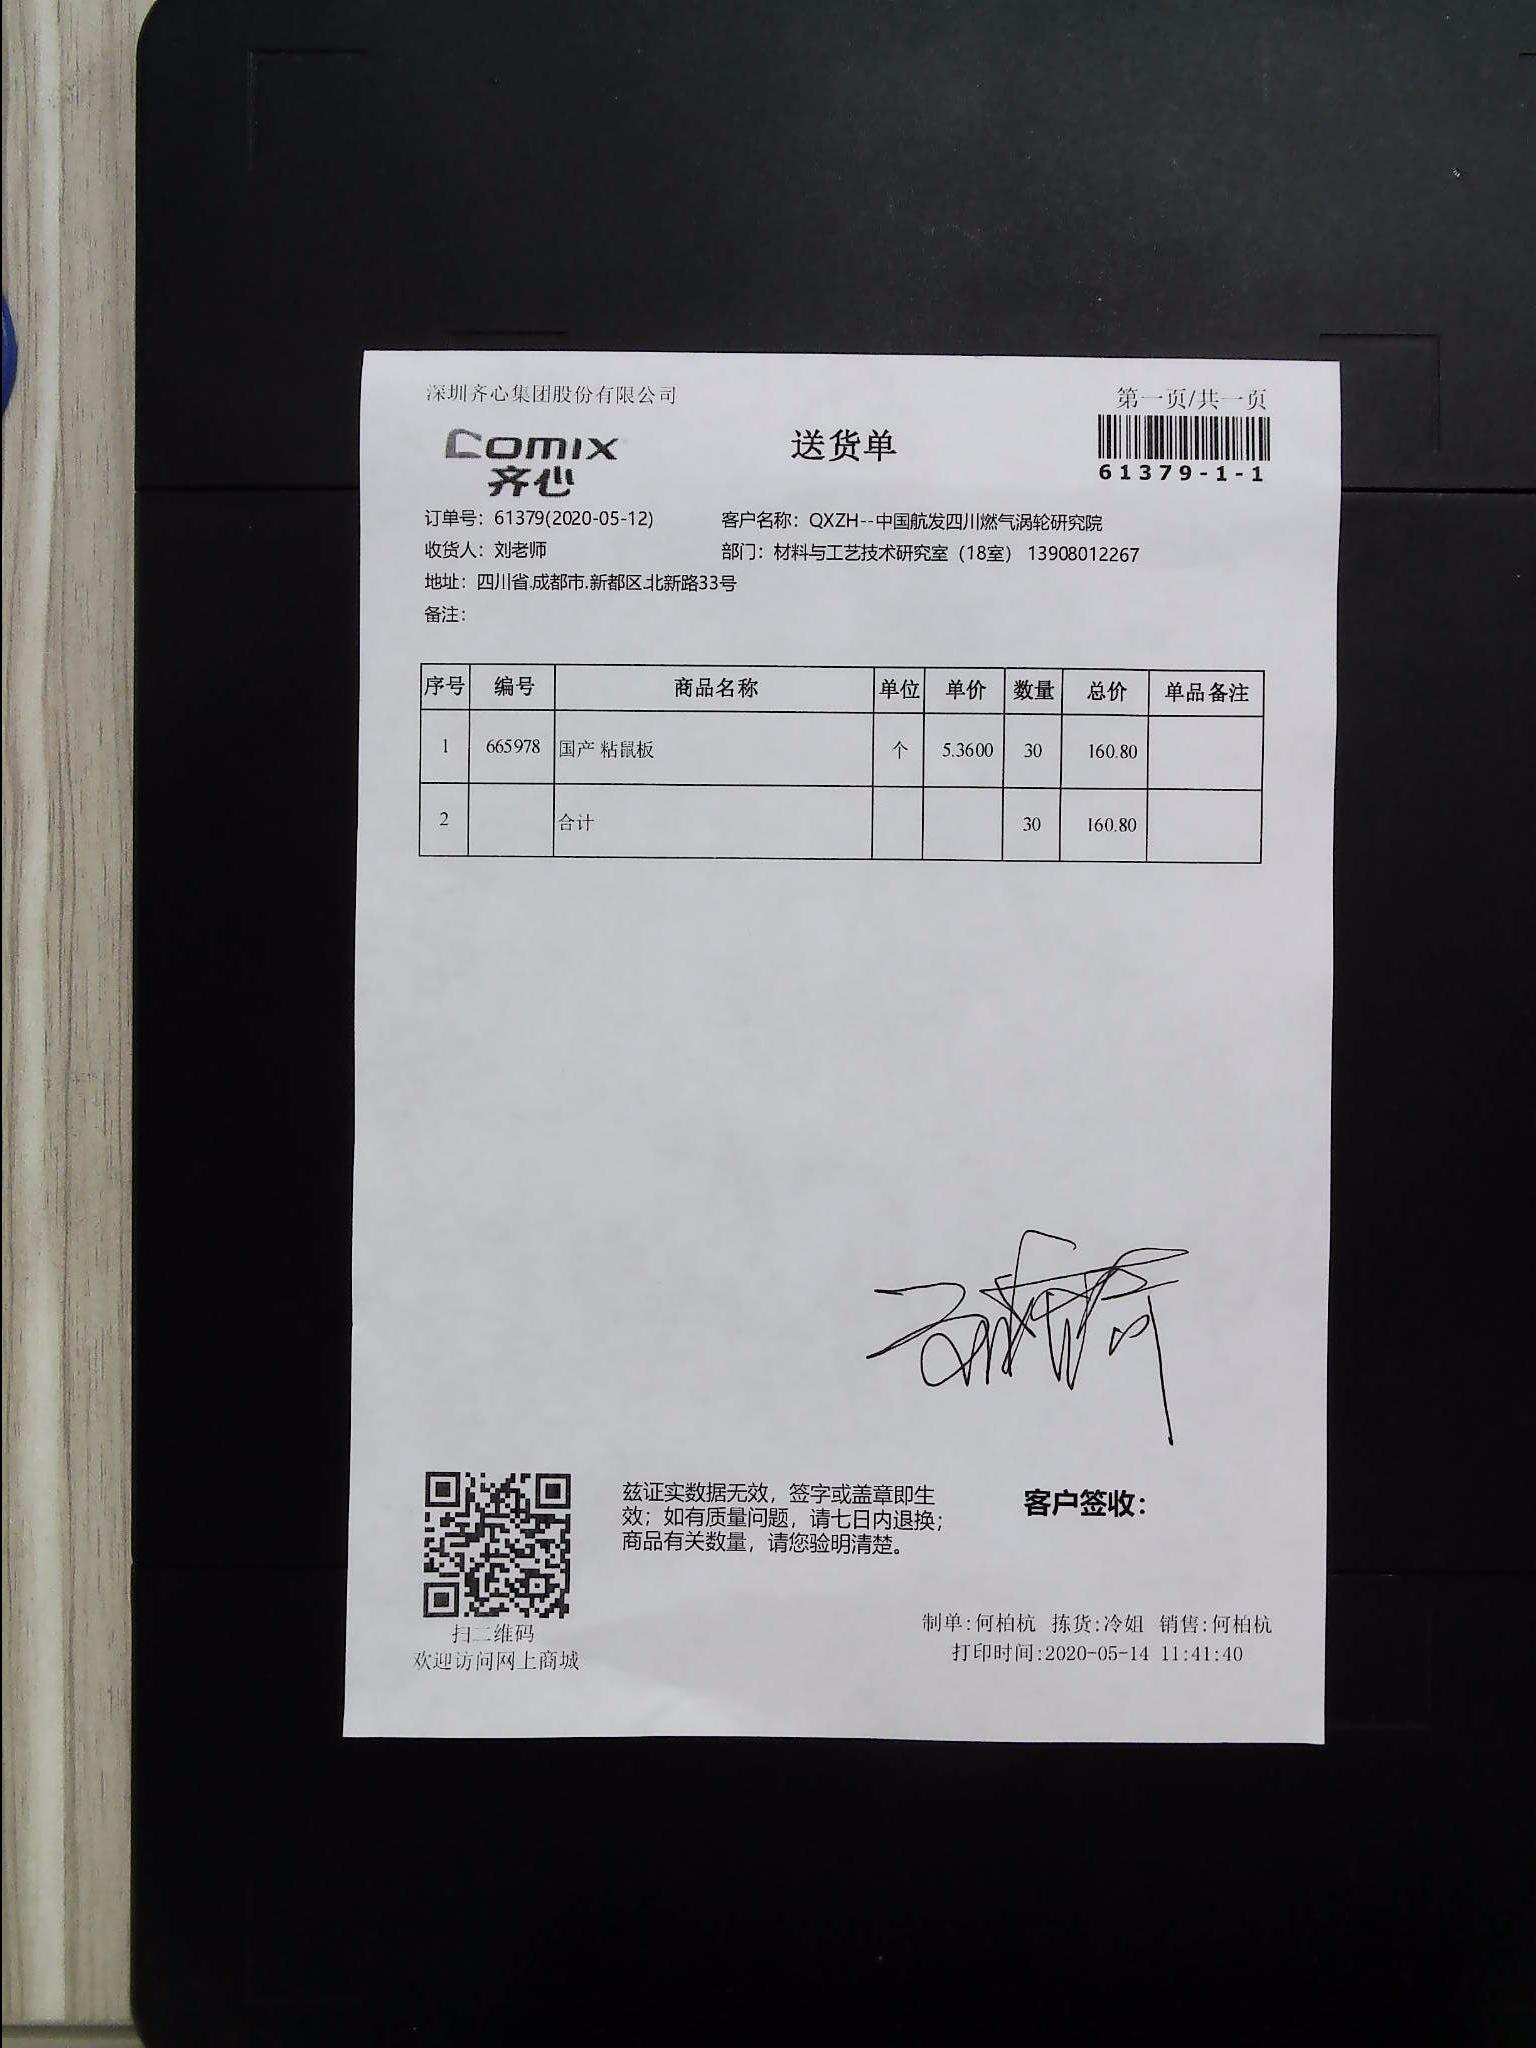 深圳齐心集团股份有限公司
第一页/共一页
COMIX
齐心
送货单
61379-1-1
订单号：61379(2020-05-12)
客户名称：QXZH--中国航发四川燃气涡轮研究院
收货人：刘老师
部门：材料与工艺技术研究室（18室） 13908012267
地址：四川省.成都市.新都区.北新路33号
备注：
序号 编号 商品名称 单位 单价 数量 总价 单品备注
1 665978 国产 粘鼠板 个 5.3600 30 160.80
2 合计 30 160.80
兹证实数据无效，签字或盖章即生
效；如有质量问题，请七日内退换；
商品有关数量，请您验明清楚。
客户签收：
扫二维码
欢迎访问网上商城
制单:何柏杭 拣货:冷姐 销售:何柏杭
打印时间:2020-05-14 11:41:40